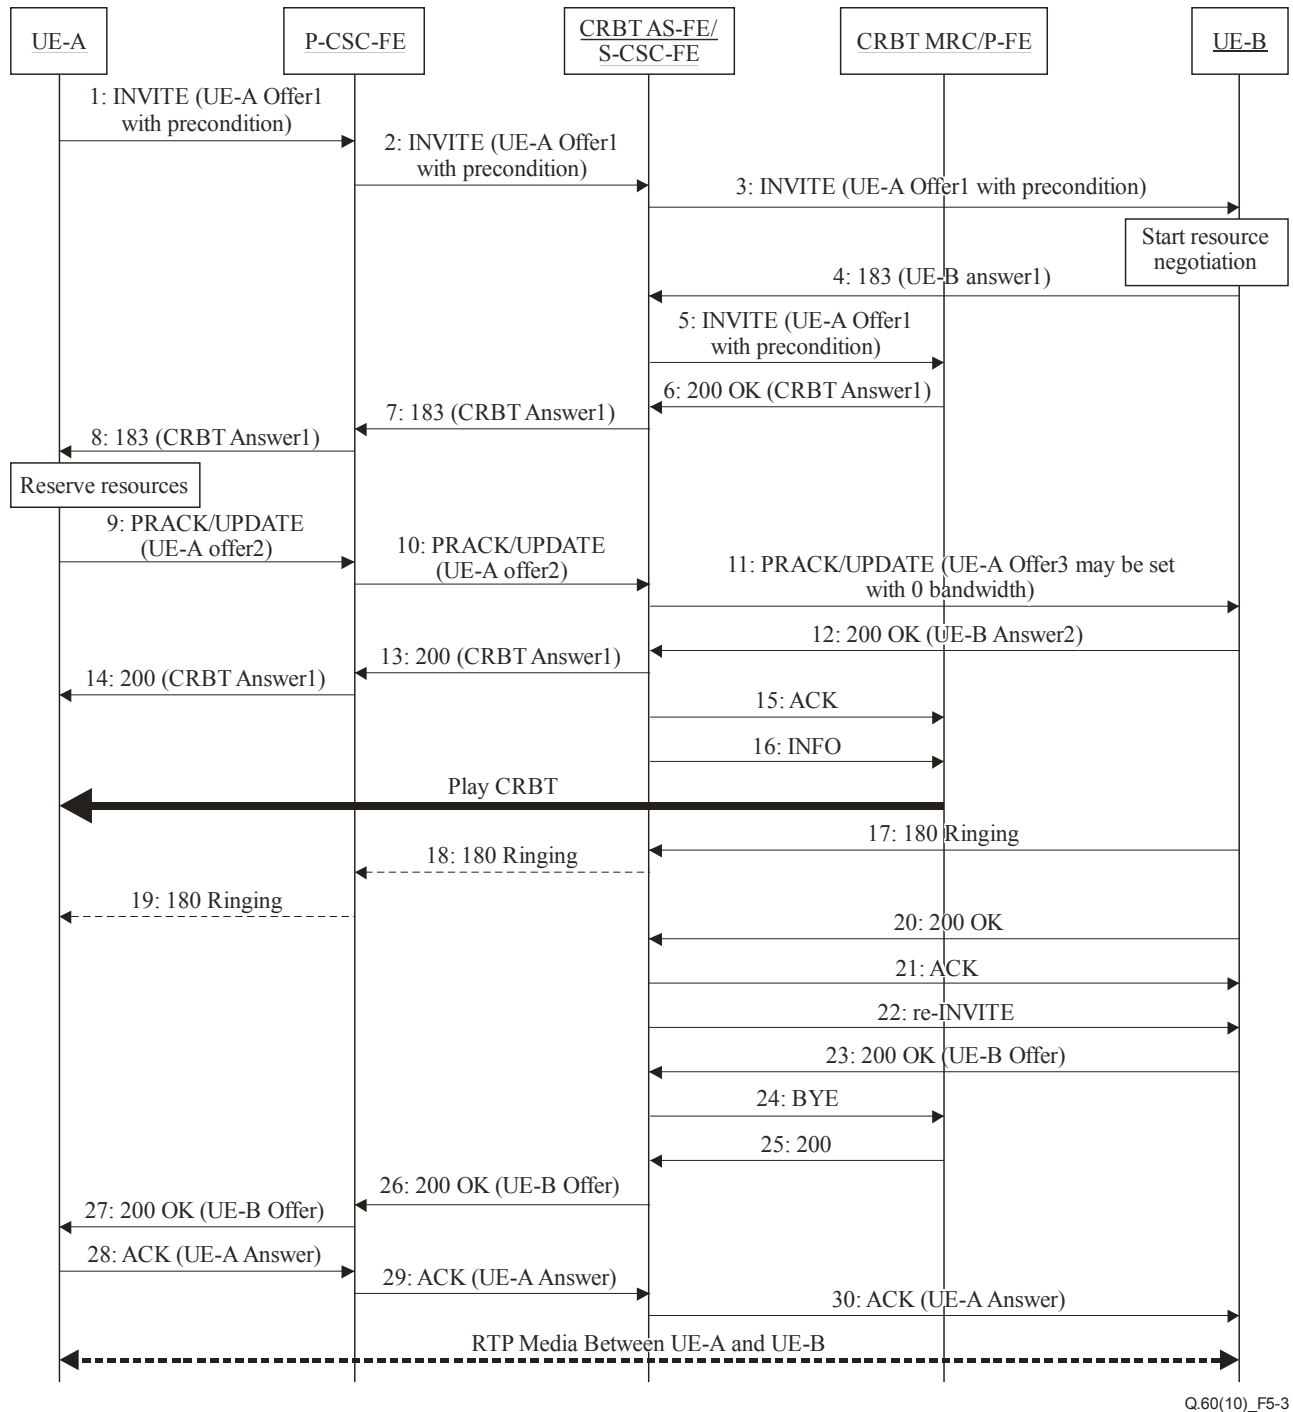 UE-A
P-CSC-FE
CRBT AS-FE/
S-CSC-FE
CRBT MRC/P-FE
UE-B
1: INVITE (UE-A Offer1
with precondition)
2: INVITE (UE-A Offer1
with precondition)
3: INVITE (UE-A Offer1 with precondition)
Start resource
negotiation
4: 183 (UE-B answer1)
5: INVITE (UE-A Offer1
with precondition)
6: 200 OK (CRBT Answer1)
7: 183 (CRBT Answer1)
8: 183 (CRBT Answer1)
Reserve resources
9: PRACK/UPDATE
(UE-A offer2)
10: PRACK/UPDATE
(UE-A offer2)
11: PRACK/UPDATE (UE-A Offer3 may be set
with 0 bandwidth)
12: 200 OK (UE-B Answer2)
13: 200 (CRBT Answer1)
14: 200 (CRBT Answer1)
15: ACK
16: INFO
Play CRBT
17: 180 Ringing
18: 180 Ringing
19: 180 Ringing
20: 200 OK
21: ACK
22: re-INVITE
23: 200 OK (UE-B Offer)
24: BYE
25: 200
26: 200 OK (UE-B Offer)
27: 200 OK (UE-B Offer)
28: ACK (UE-A Answer)
29: ACK (UE-A Answer)
30: ACK (UE-A Answer)
RTP Media Between UE-A and UE-B
Q.60(10)_F5-3